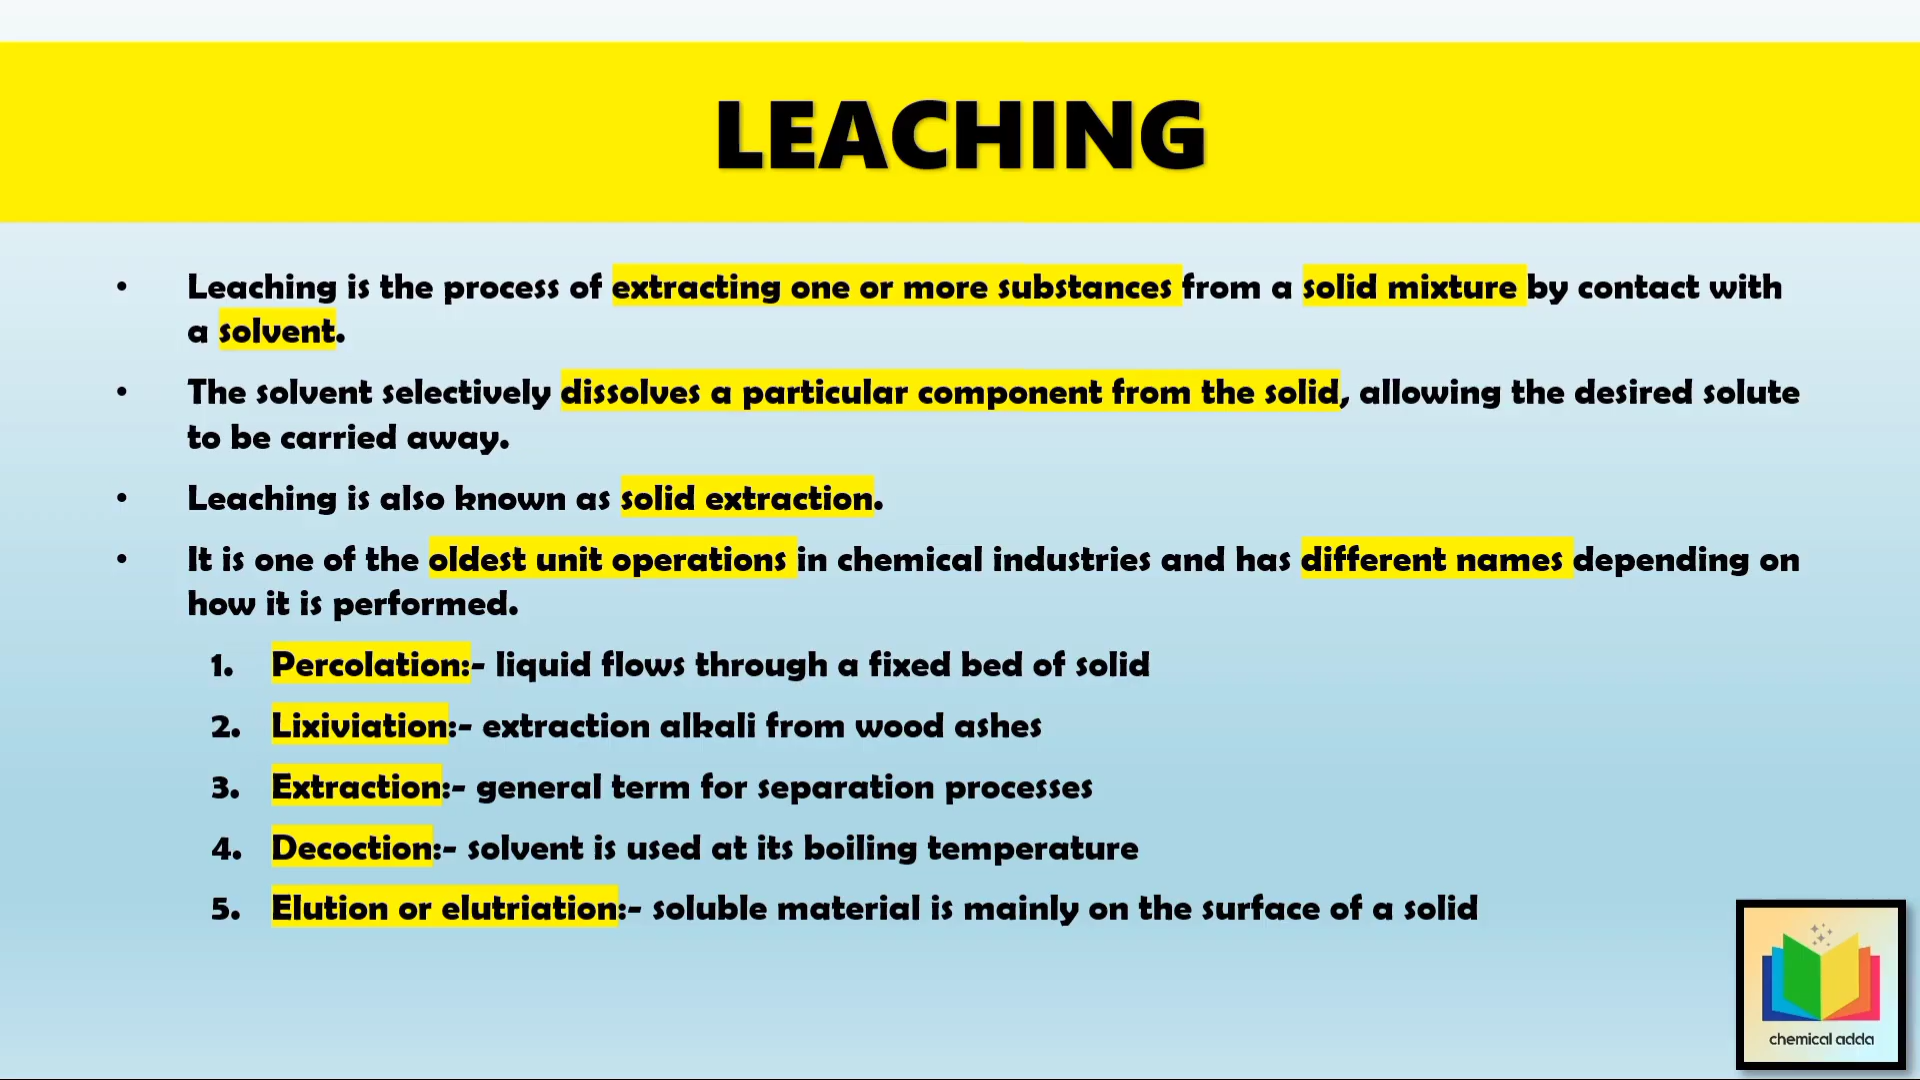 LEACHING
• Leaching is the process of extracting one or more substances from a solid mixture by contact with
a solvent.
• The solvent selectively dissolves a particular component from the solid, allowing the desired solute
to be carried away.
• Leaching is also known as solid extraction.
• It is one of the oldest unit operations in chemical industries and has different names depending on
how it is performed.
1. Percolation:- liquid flows through a fixed bed of solid
2. Lixiviation:- extraction alkali from wood ashes
3. Extraction:- general term for separation processes
4. Decoction:- solvent is used at its boiling temperature
5. Elution or elutriation:- soluble material is mainly on the surface of a solid
chemical adda